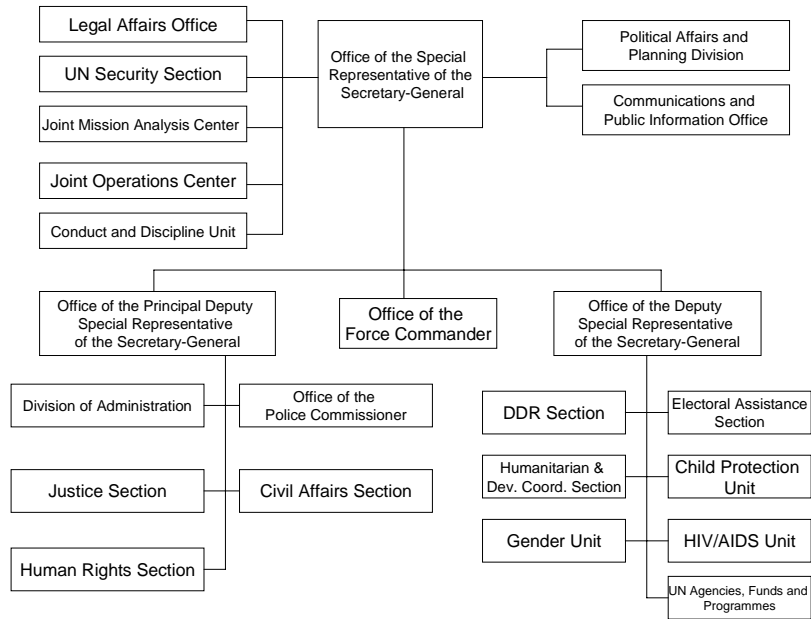 Legal Affairs Office
UN Security Section
Joint Mission Analysis Center
Joint Operations Center
Conduct and Discipline Unit
Office of the Special
Representative of the
Secretary-General
Political Affairs and
Planning Division
Communications and
Public Information Office
Office of the Principal Deputy
Special Representative
of the Secretary-General
Office of the
Force Commander
Office of the Deputy
Special Representative
of the Secretary-General
Division of Administration
Office of the
Police Commissioner
Justice Section
Civil Affairs Section
Human Rights Section
DDR Section
Electoral Assistance
Section
Humanitarian &
Dev. Coord. Section
Child Protection
Unit
Gender Unit
HIV/AIDS Unit
UN Agencies, Funds and
Programmes